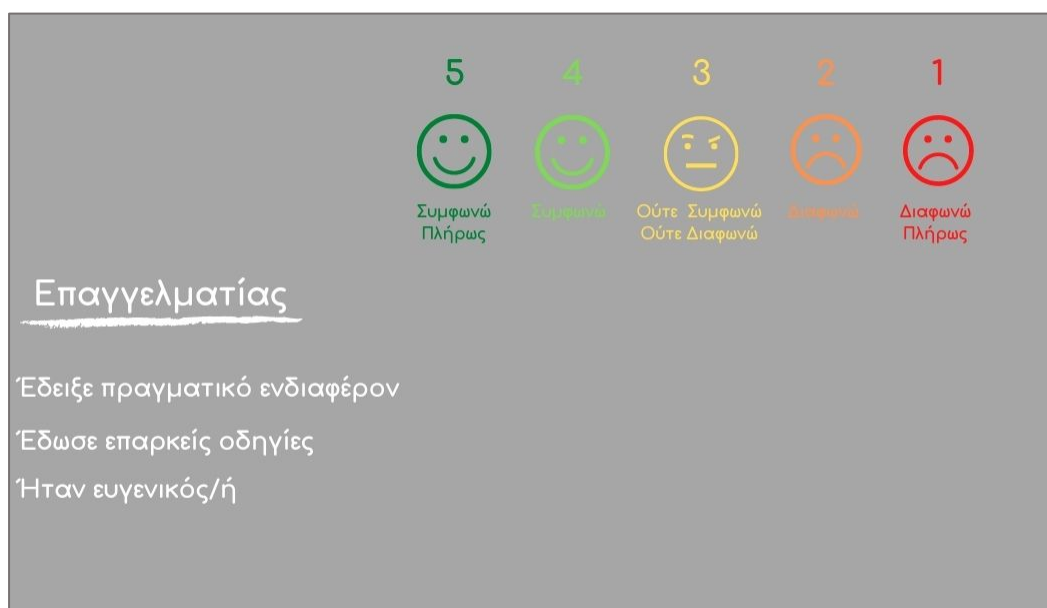 5 4 3 2 1
Συμφωνώ Πλήρως
Συμφωνώ
Ούτε Συμφωνώ
Ούτε Διαφωνώ
Διαφωνώ
Διαφωνώ Πλήρως
Επαγγελματίας
Έδειξε πραγματικό ενδιαφέρον
Έδωσε επαρκείς οδηγίες
Ήταν ευγενικός/ή